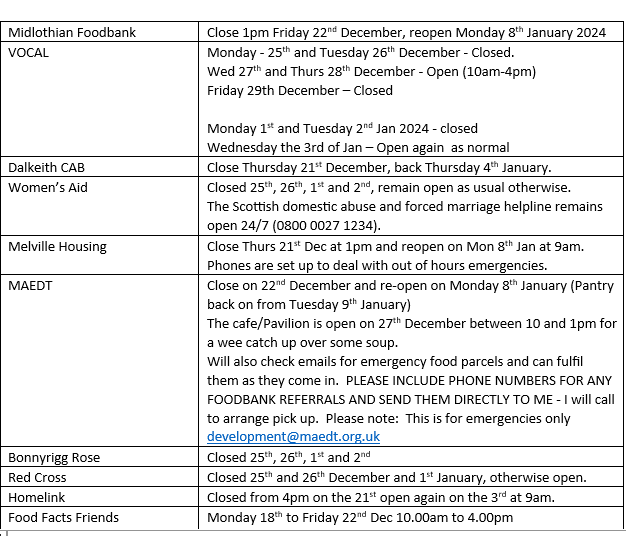 Midlothian Foodbank
Close 1pm Friday 22nd December, reopen Monday 8th January 2024
VOCAL
Monday - 25th and Tuesday 26th December - Closed.
Wed 27th and Thurs 28th December - Open (10am-4pm)
Friday 29th December – Closed
Monday 1st and Tuesday 2nd Jan 2024 - closed
Wednesday the 3rd of Jan – Open again  as normal
Dalkeith CAB
Close Thursday 21st December, back Thursday 4th January.
Women's Aid
Closed 25th, 26th, 1st and 2nd, remain open as usual otherwise.
The Scottish domestic abuse and forced marriage helpline remains
open 24/7 (0800 0027 1234).
Melville Housing
Close Thurs 21st Dec at 1pm and reopen on Mon 8th Jan at 9am.
Phones are set up to deal with out of hours emergencies.
MAEDT
Close on 22nd December and re-open on Monday 8th January (Pantry
back on from Tuesday 9th January)
The cafe/Pavilion is open on 27th December between 10 and 1pm for
a wee catch up over some soup.
Will also check emails for emergency food parcels and can fulfil
them as they come in.  PLEASE INCLUDE PHONE NUMBERS FOR ANY
FOODBANK REFERRALS AND SEND THEM DIRECTLY TO ME - I will call
to arrange pick up.  Please note:  This is for emergencies only
development@maedt.org.uk
Bonnyrigg Rose
Closed 25th, 26th, 1st and 2nd
Red Cross
Closed 25th and 26th December and 1st January, otherwise open.
Homelink
Closed from 4pm on the 21st open again on the 3rd at 9am.
Food Facts Friends
Monday 18th to Friday 22nd Dec 10.00am to 4.00pm